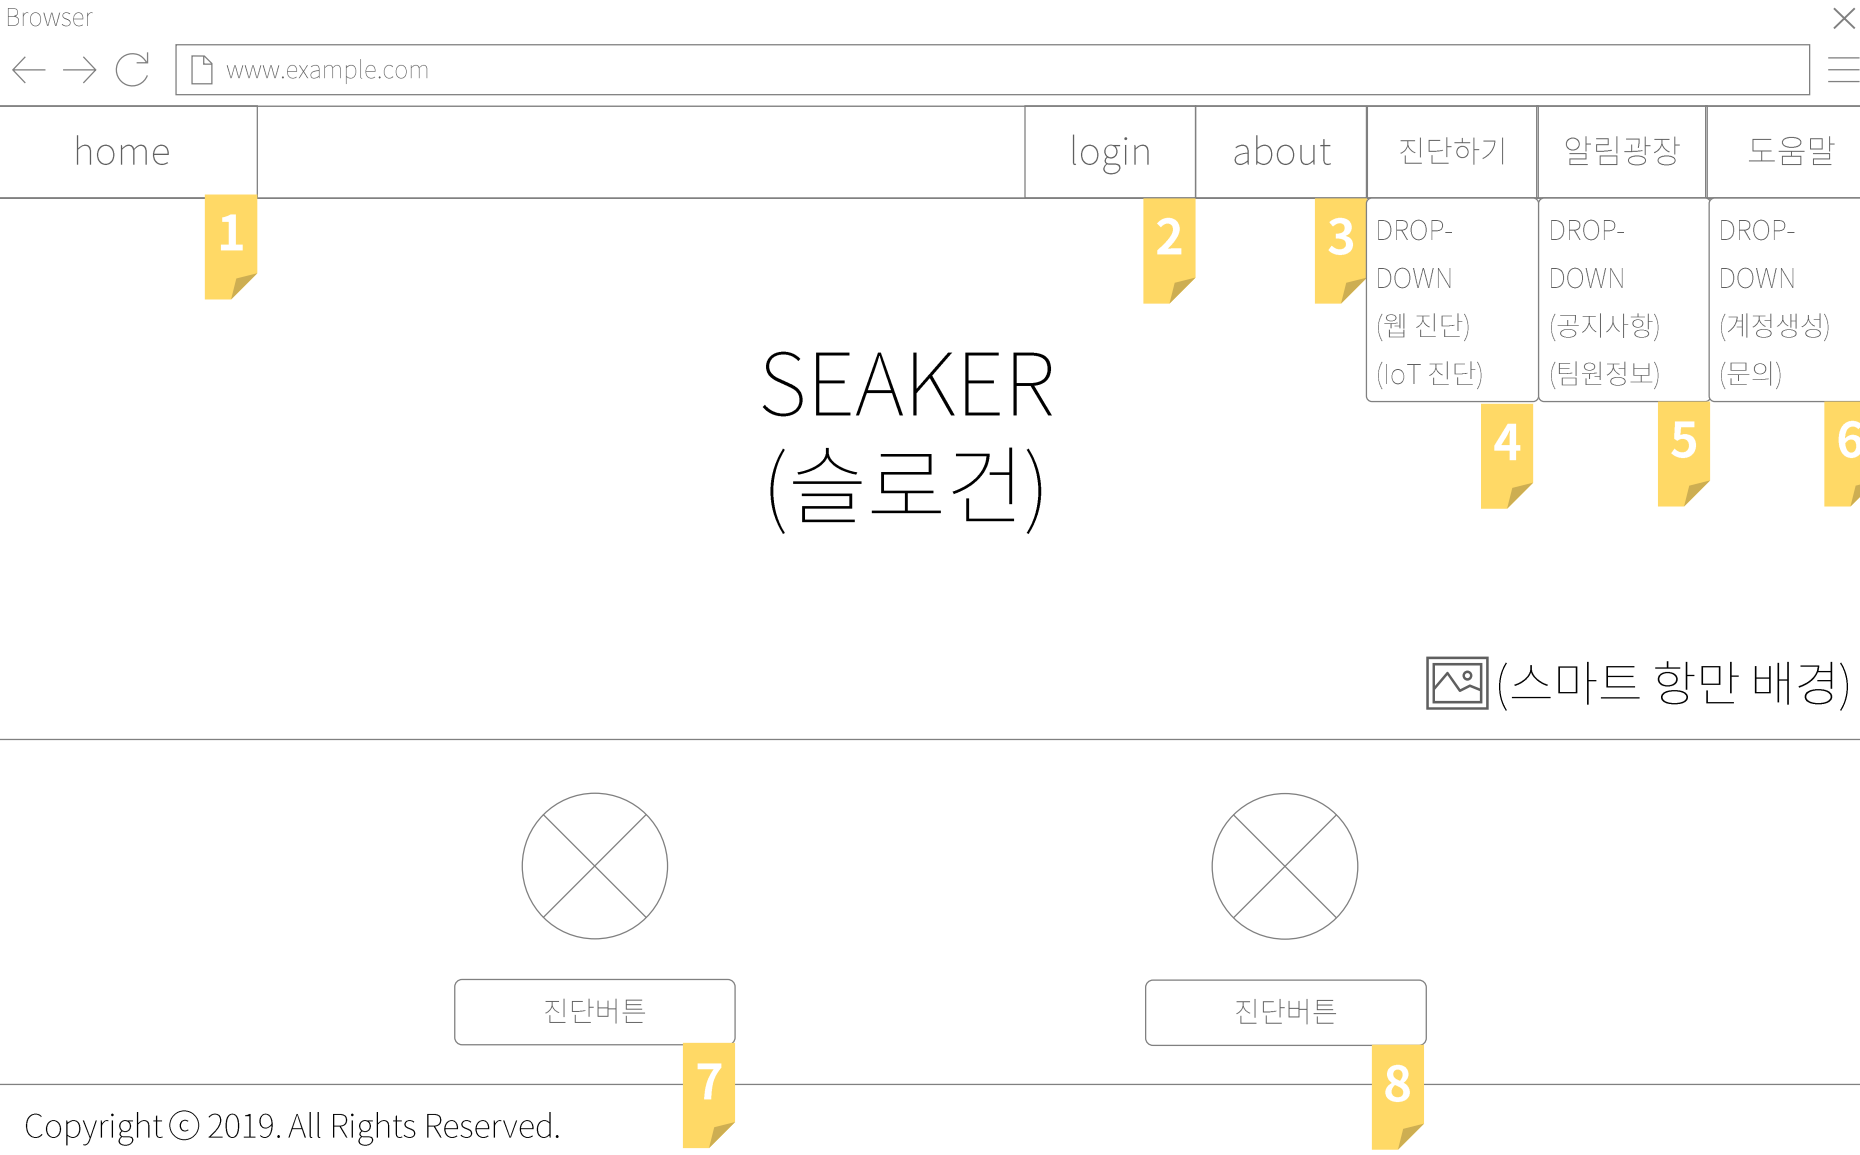 Browser
www.example.com
home
login
about
진단하기
알림광장
도움말
1
2
3
DROP-
DOWN
(웹 진단)
(IoT 진단)
DROP-
DOWN
(공지사항)
(팀원정보)
DROP-
DOWN
(계정생성)
(문의)
4
5
6
SEAKER
(슬로건)
(스마트 항만 배경)
진단버튼
진단버튼
7
8
Copyright ⓒ 2019. All Rights Reserved.